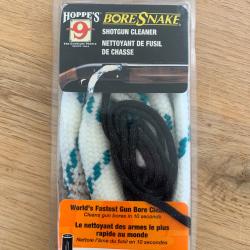 HOPPE'S
9
BORESNAKE
SHOTGUN CLEANER
NETTOYANT DE FUSIL
DE CHASSE
World's Fastest Gun Bore Cleaner
Cleans gun bores in 10 seconds
Le nettoyant des armes le plus
rapide au monde
Nettoie l'âme du fusil en 10 secondes